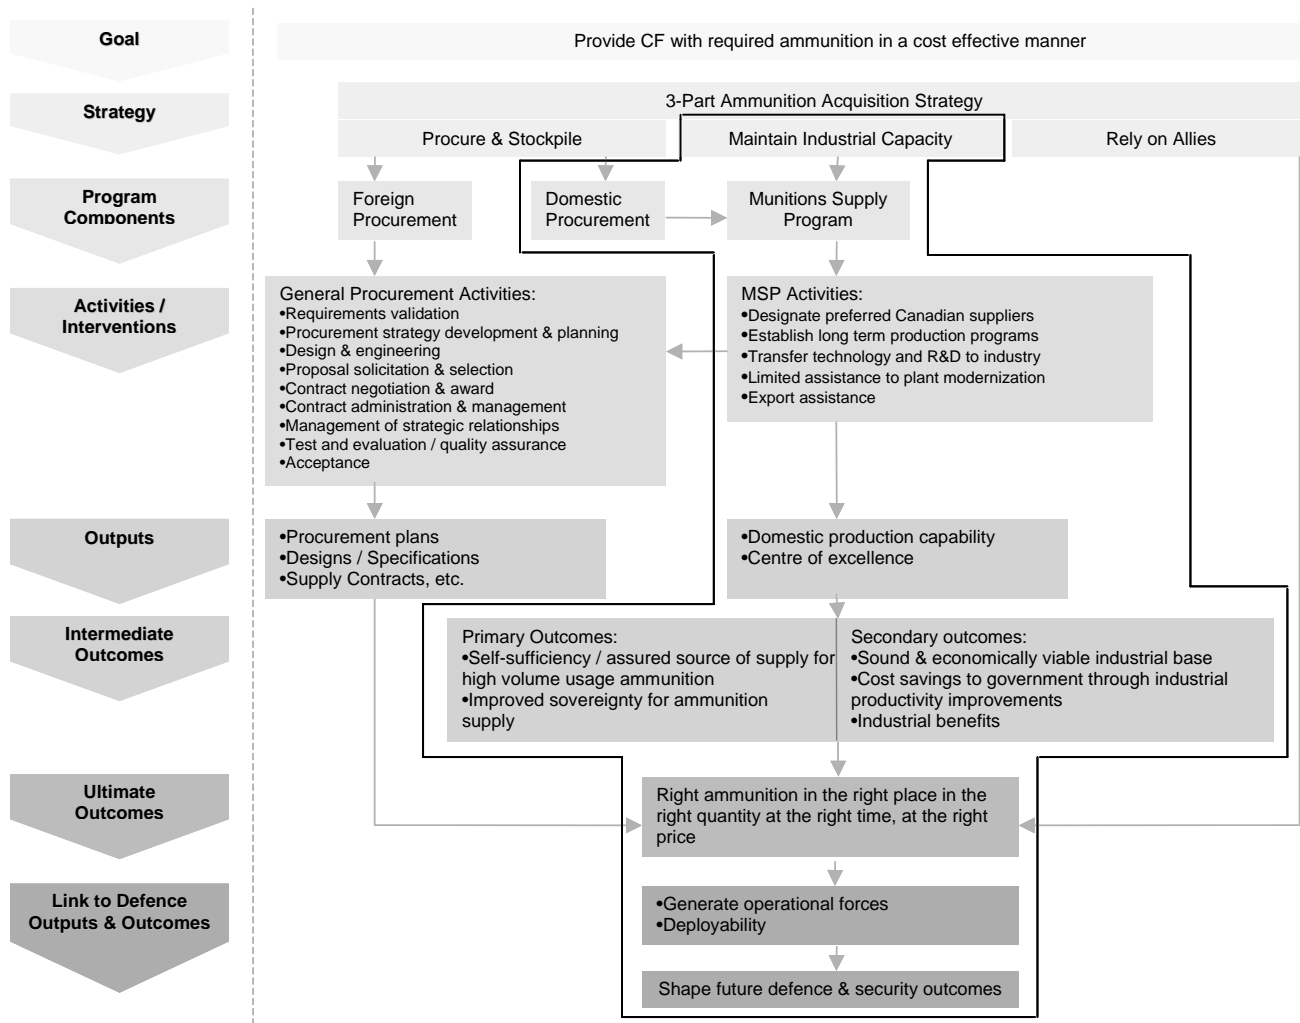 Goal
Provide CF with required ammunition in a cost effective manner
Strategy
3-Part Ammunition Acquisition Strategy
Procure & Stockpile
Maintain Industrial Capacity
Rely on Allies
Program
Components
Foreign
Procurement
Domestic
Procurement
Munitions Supply
Program
Activities /
Interventions
General Procurement Activities:
•Requirements validation
•Procurement strategy development & planning
•Design & engineering
•Proposal solicitation & selection
•Contract negotiation & award
•Contract administration & management
•Management of strategic relationships
•Test and evaluation / quality assurance
•Acceptance
MSP Activities:
•Designate preferred Canadian suppliers
•Establish long term production programs
•Transfer technology and R&D to industry
•Limited assistance to plant modernization
•Export assistance
Outputs
•Procurement plans
•Designs / Specifications
•Supply Contracts, etc.
•Domestic production capability
•Centre of excellence
Intermediate
Outcomes
Primary Outcomes:
•Self-sufficiency / assured source of supply for
high volume usage ammunition
•Improved sovereignty for ammunition
supply
Secondary outcomes:
•Sound & economically viable industrial base
•Cost savings to government through industrial
productivity improvements
•Industrial benefits
Ultimate
Outcomes
Right ammunition in the right place in the
right quantity at the right time, at the right
price
Link to Defence
Outputs & Outcomes
•Generate operational forces
•Deployability
Shape future defence & security outcomes